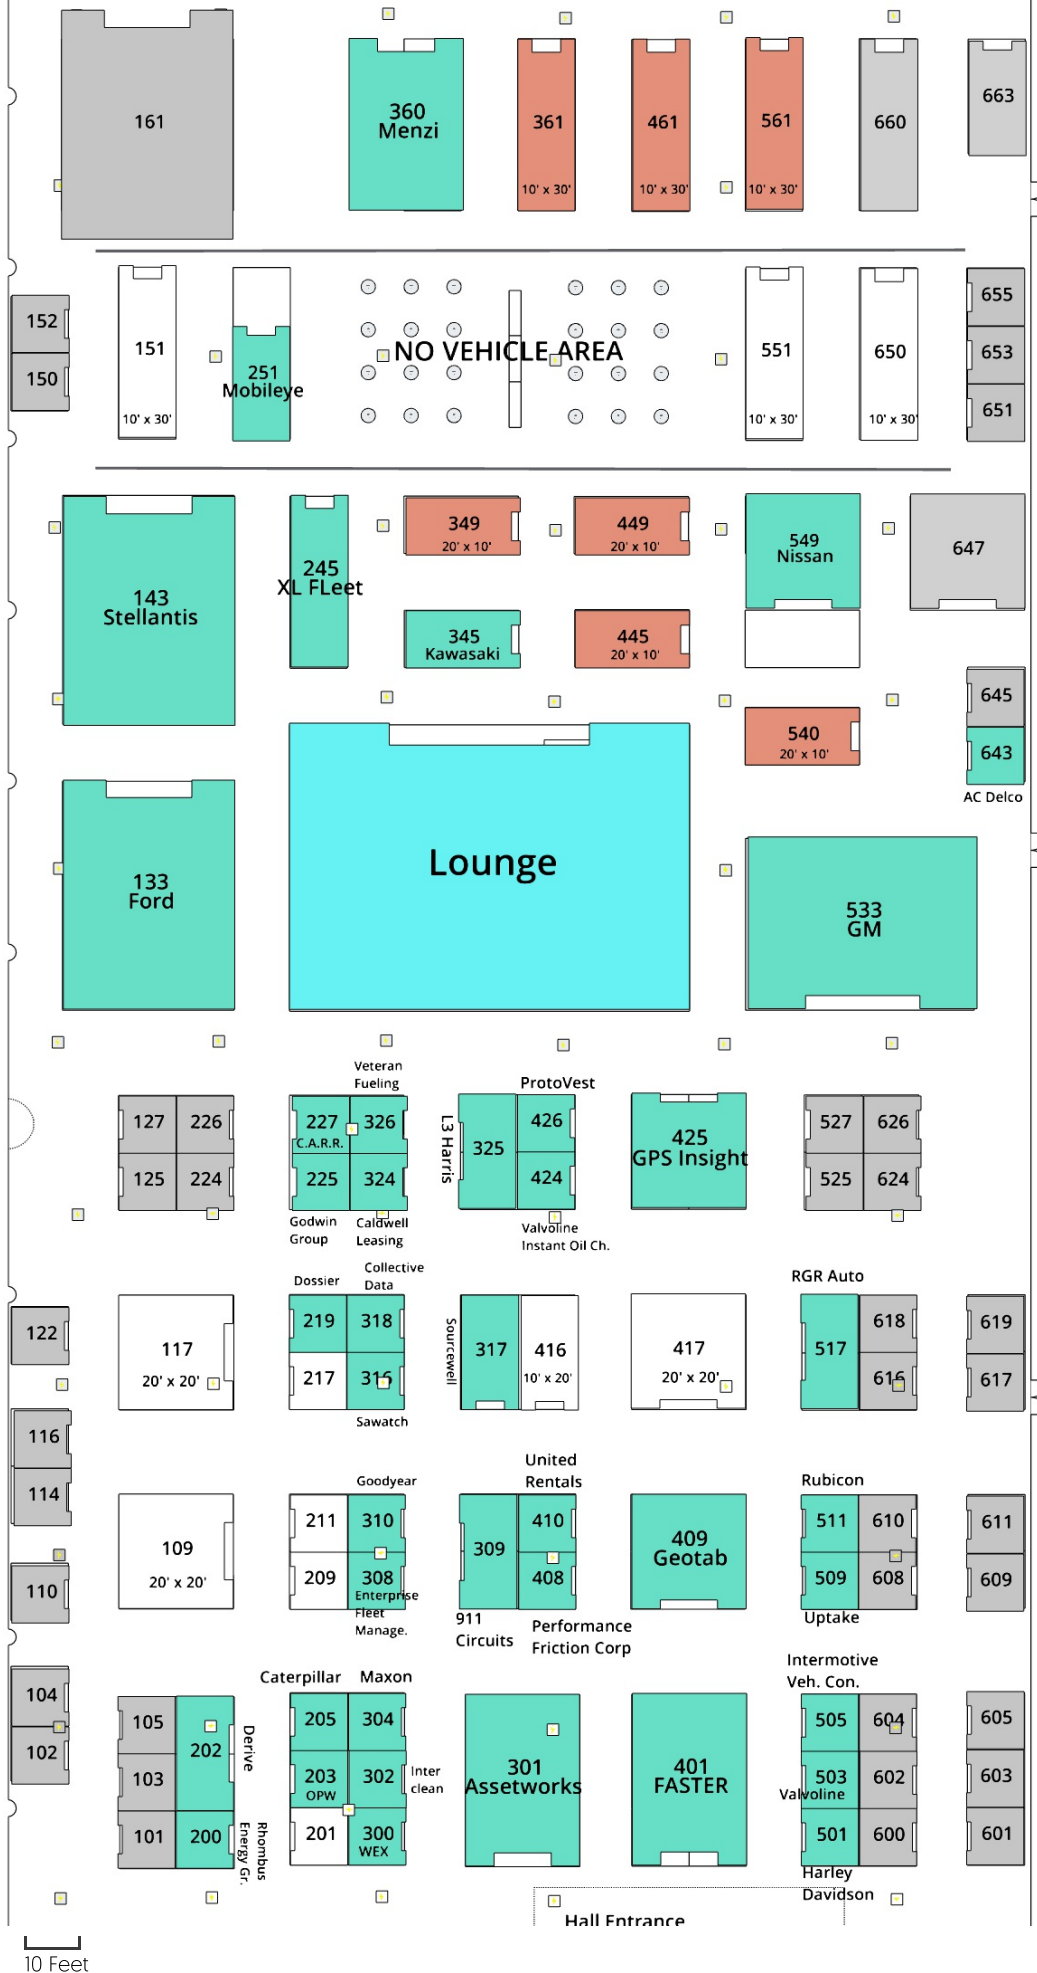 161
360
Menzi
361
10' x 30'
461
10' x 30'
561
10' x 30'
660
663
152
150
151
10' x 30'
251
Mobileye
NO VEHICLE AREA
551
10' x 30'
650
10' x 30'
655
653
651
143
Stellantis
245
XL FLeet
349
20' x 10'
449
20' x 10'
549
Nissan
647
345
Kawasaki
445
20' x 10'
645
643
AC Delco
540
20' x 10'
133
Ford
Lounge
533
GM
Veteran
Fueling
ProtoVest
127
226
125
224
227
C.A.R.R.
326
225
324
Godwin
Group
Caldwell
Leasing
L3 Harris
325
426
424
Valvoline
Instant Oil Ch.
425
GPS Insight
527
626
525
624
122
117
20' x 20'
Dossier
Collective
Data
219
318
217
316
Sawatch
Sourcewell
317
416
10' x 20'
417
20' x 20'
RGR Auto
517
618
616
619
617
116
114
110
109
20' x 20'
Goodyear
211
310
209
308
Enterprise
Fleet
Manage.
United
Rentals
309
410
408
911
Circuits
Performance
Friction Corp
409
Geotab
Rubicon
511
610
509
608
Uptake
611
609
104
102
105
103
101
202
200
Derive
Rhombus
Energy Gr.
Caterpillar
Maxon
205
304
203
OPW
302
201
300
WEX
Inter
clean
301
Assetworks
401
FASTER
Intermotive
Veh. Con.
505
604
503
Valvoline
602
501
600
Harley
Davidson
605
603
601
Hall Entrance
10 Feet